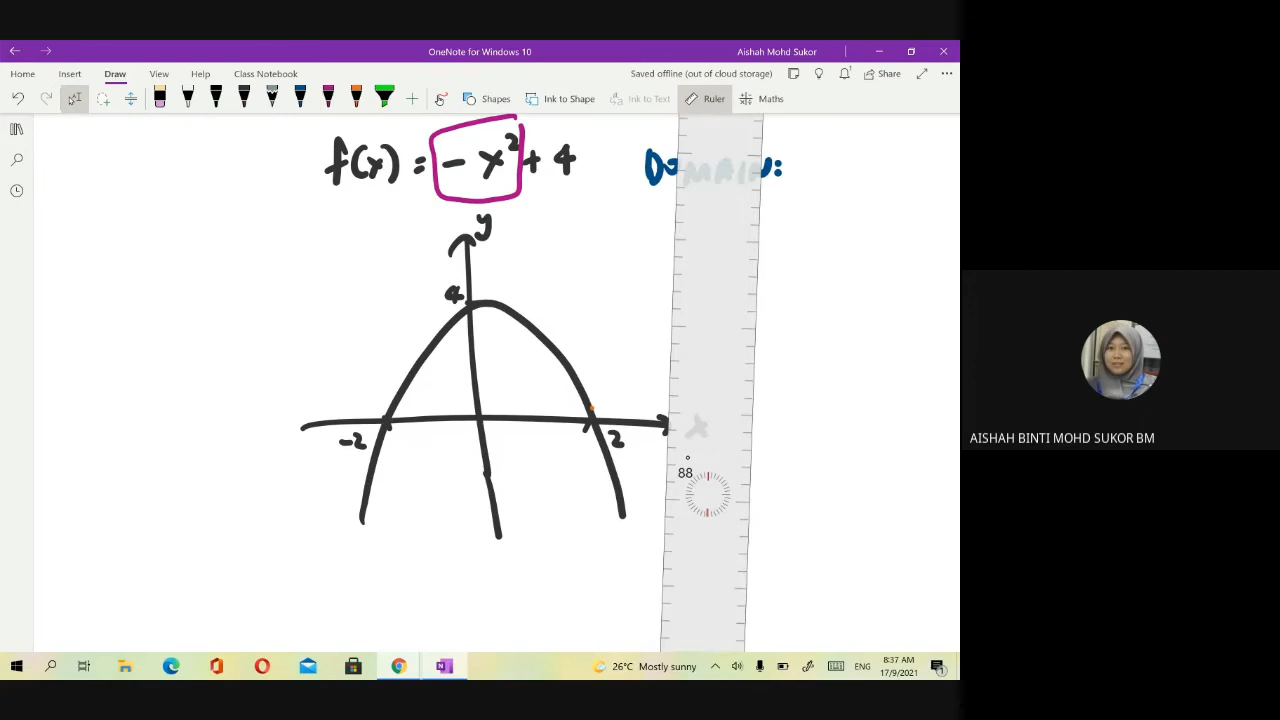 OneNote for Windows 10
Aishah Mohd Sukor
Home Insert Draw View Help Class Notebook
Saved offline (out of cloud storage)
Share
Shapes
Ink to Shape
Ink to Text
Ruler
Maths
f(x) = - x² + 4
DOMAIN:
y
4
-2
2
x
88°
AISHAH BINTI MOHD SUKOR BM
26°C Mostly sunny
ENG
8:37 AM
17/9/2021
1